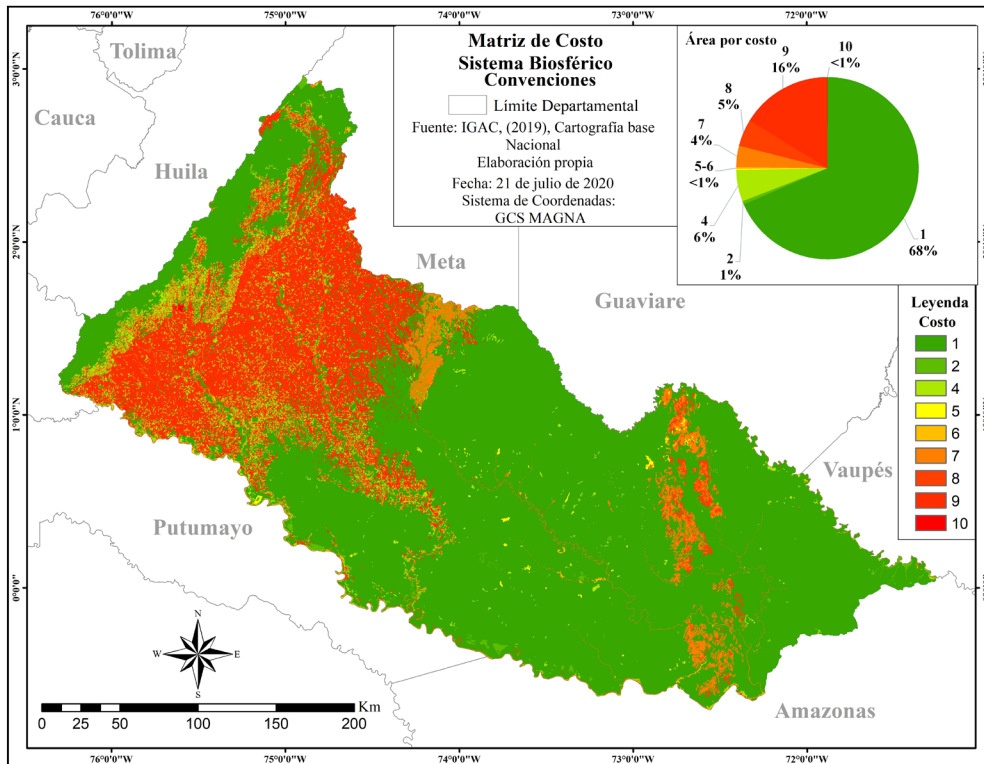 76°0'0"W 75°0'0"W 74°0'0"W 73°0'0"W 72°0'0"W
Tolima
Cauca
Huila
Meta
Guaviare
Vaupés
Putumayo
Amazonas
Matriz de Costo
Sistema Biosférico
Convenciones
Límite Departamental
Fuente: IGAC, (2019), Cartografía base
Nacional
Elaboración propia
Fecha: 21 de julio de 2020
Sistema de Coordenadas:
GCS MAGNA
Área por costo
10
<1%
9
16%
8
5%
7
4%
5-6
<1%
4
6%
2
1%
1
68%
Leyenda
Costo
1
2
4
5
6
7
8
9
10
3°0'0"N
2°0'0"N
1°0'0"N
0°0'0"
N
W E
S
Km
0 25 50 100 150 200
76°0'0"W 75°0'0"W 74°0'0"W 73°0'0"W 72°0'0"W